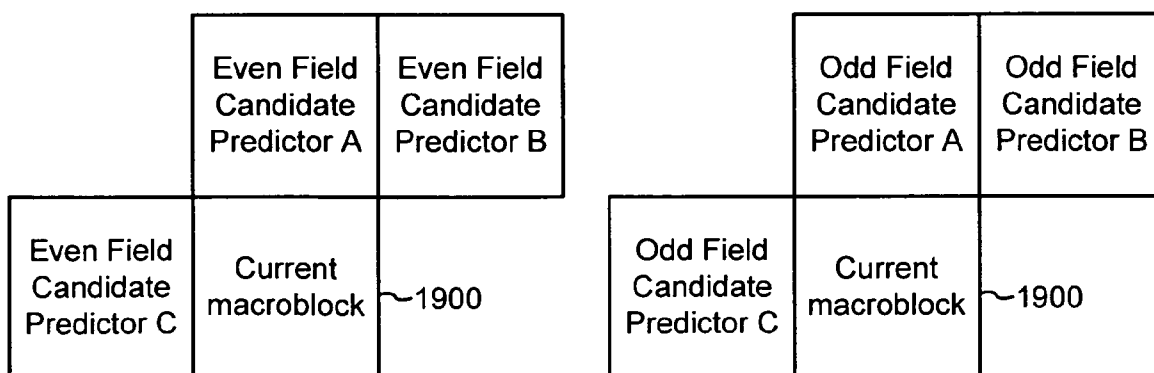 Even Field
Candidate
Predictor A
Even Field
Candidate
Predictor B
Even Field
Candidate
Predictor C
Current
macroblock
1900
Odd Field
Candidate
Predictor A
Odd Field
Candidate
Predictor B
Odd Field
Candidate
Predictor C
Current
macroblock
1900